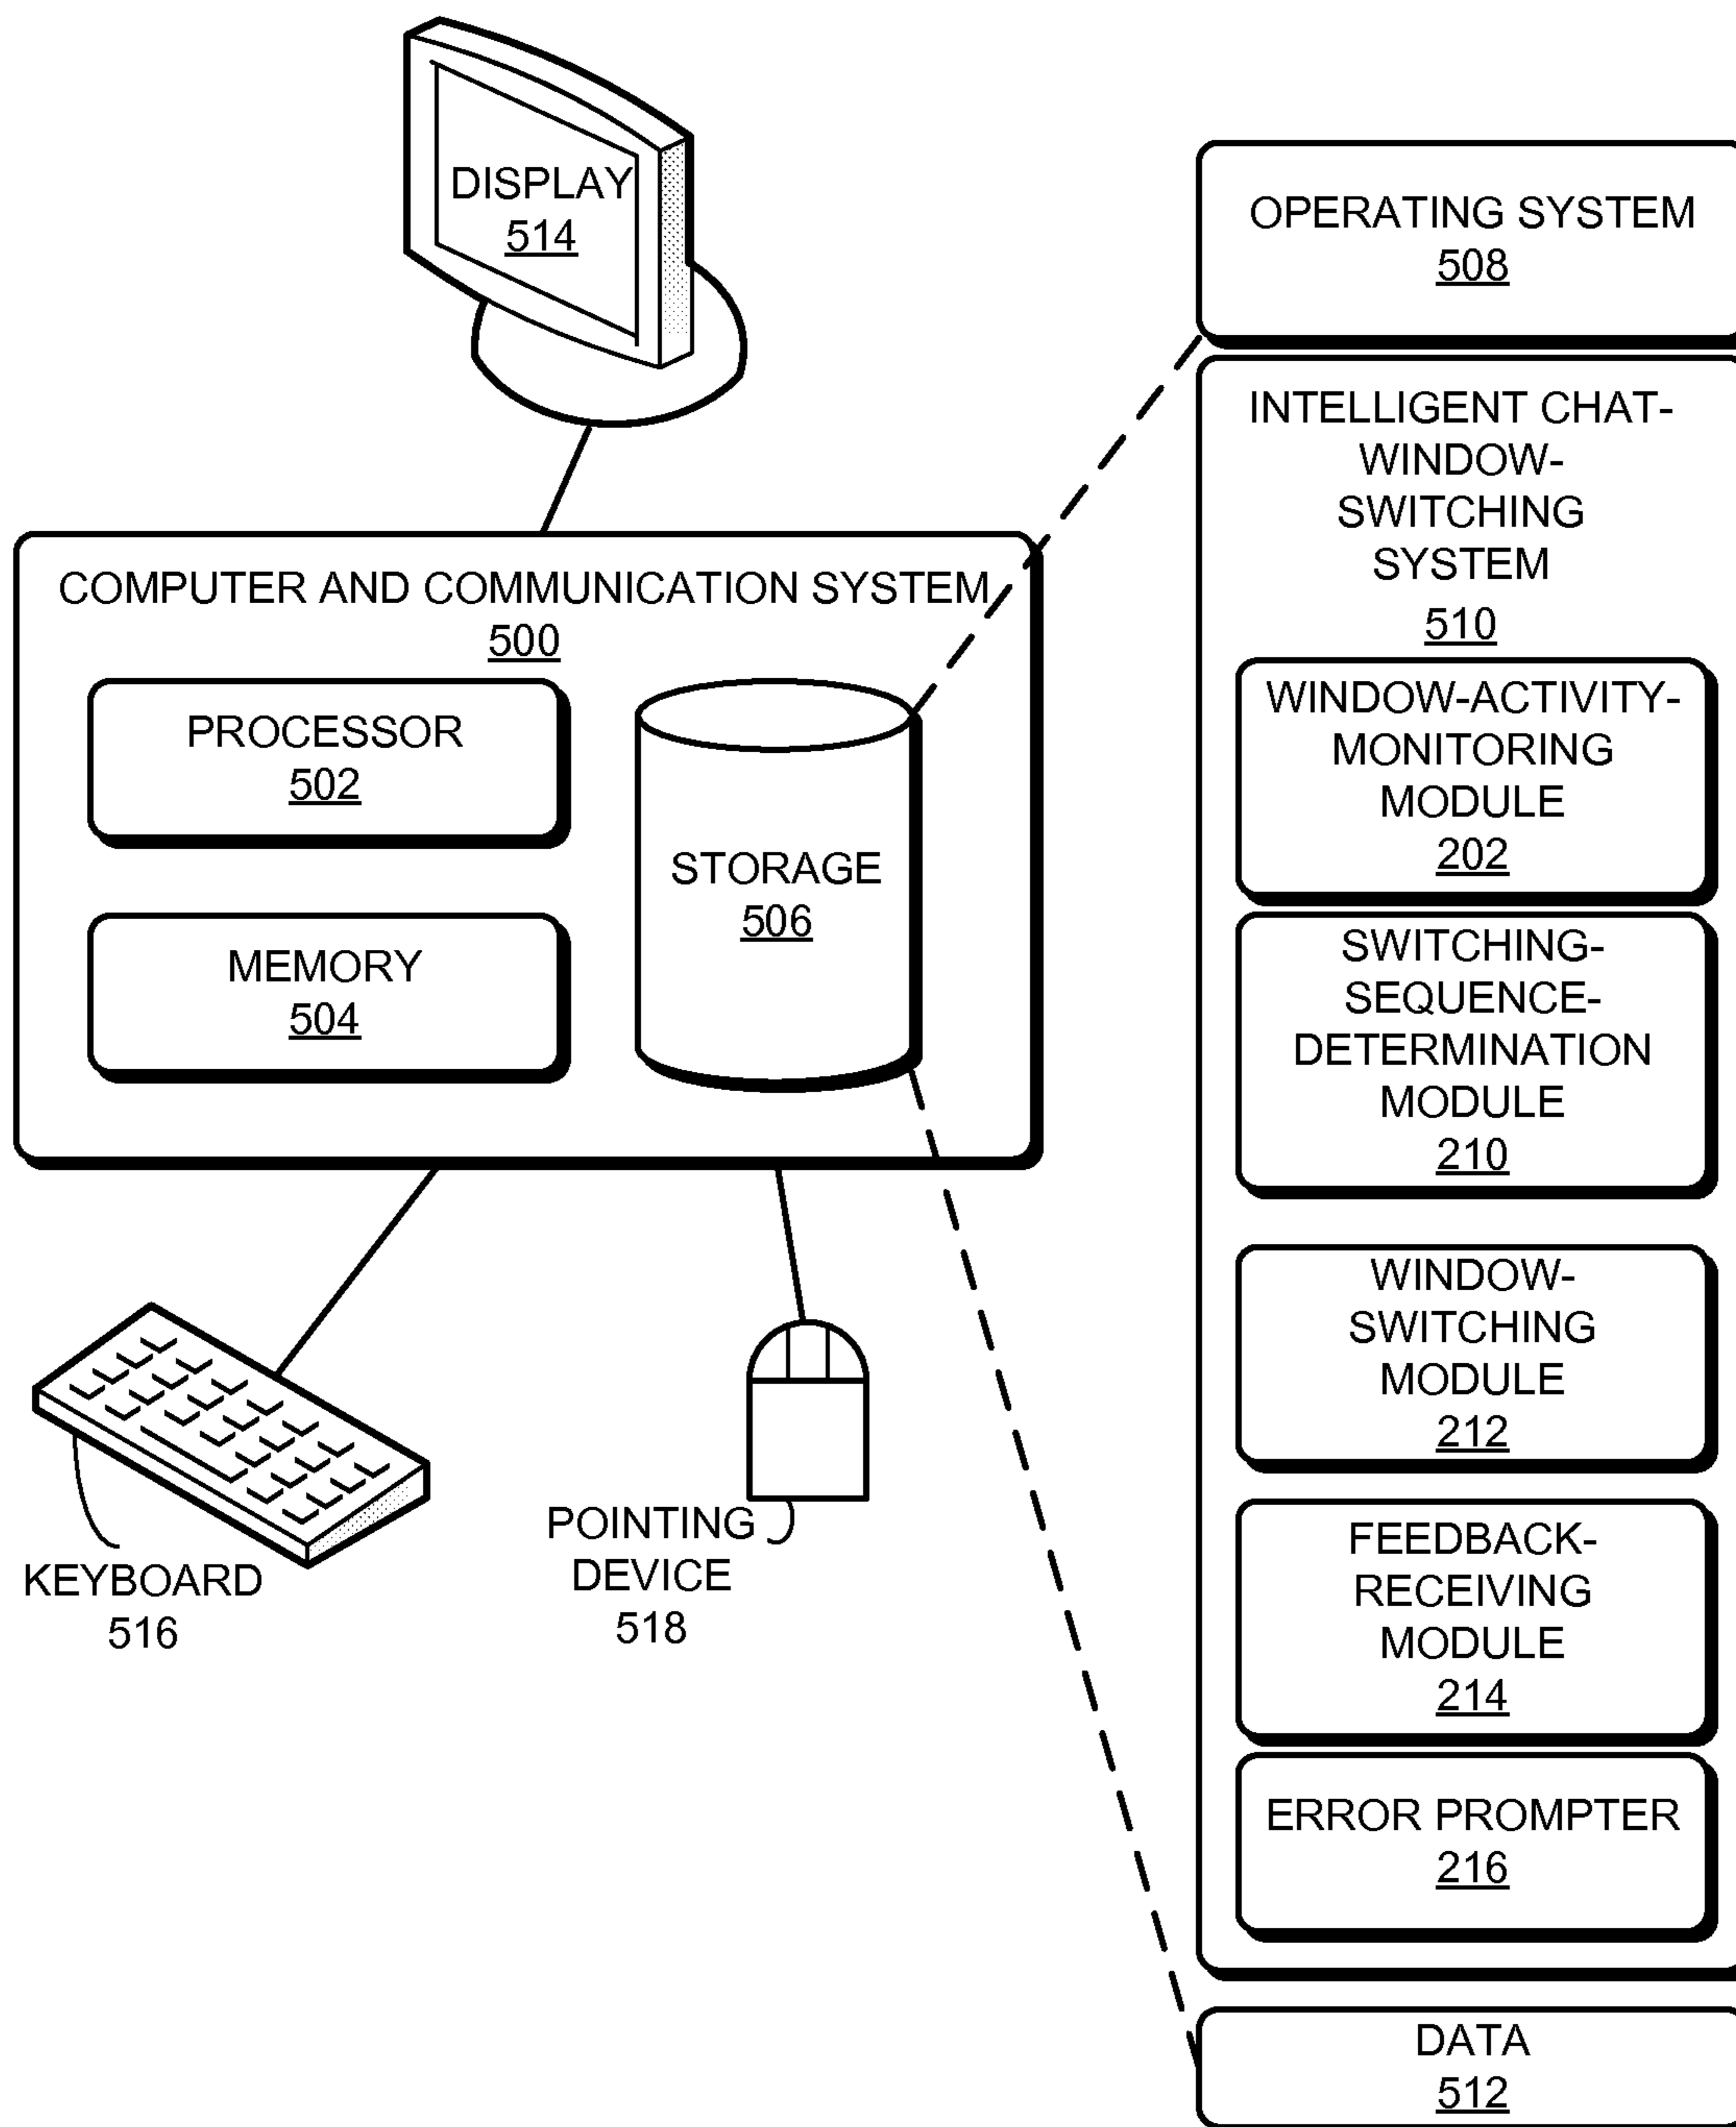 DISPLAY
514
COMPUTER AND COMMUNICATION SYSTEM
500
PROCESSOR
502
MEMORY
504
STORAGE
506
KEYBOARD
516
POINTING
DEVICE
518
OPERATING SYSTEM
508
INTELLIGENT CHAT-
WINDOW-
SWITCHING
SYSTEM
510
WINDOW-ACTIVITY-
MONITORING
MODULE
202
SWITCHING-
SEQUENCE-
DETERMINATION
MODULE
210
WINDOW-
SWITCHING
MODULE
212
FEEDBACK-
RECEIVING
MODULE
214
ERROR PROMPTER
216
DATA
512